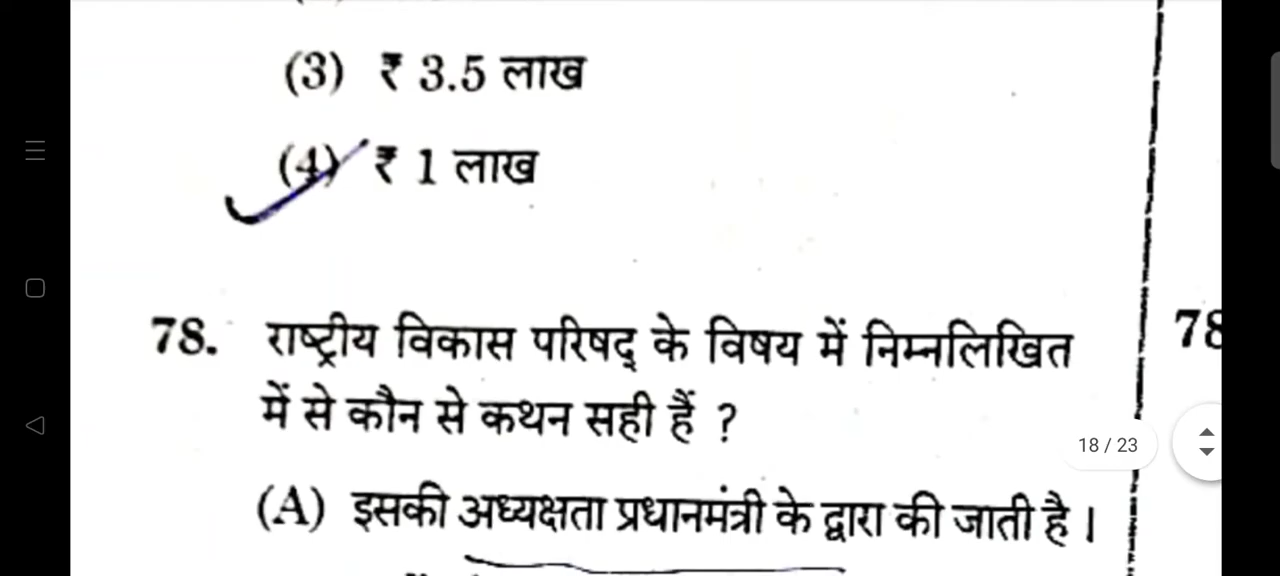 (3) ₹ 3.5 लाख
(4) ₹ 1 लाख
78. राष्ट्रीय विकास परिषद् के विषय में निम्नलिखित
में से कौन से कथन सही हैं ?
(A) इसकी अध्यक्षता प्रधानमंत्री के द्वारा की जाती है ।
78
18 / 23